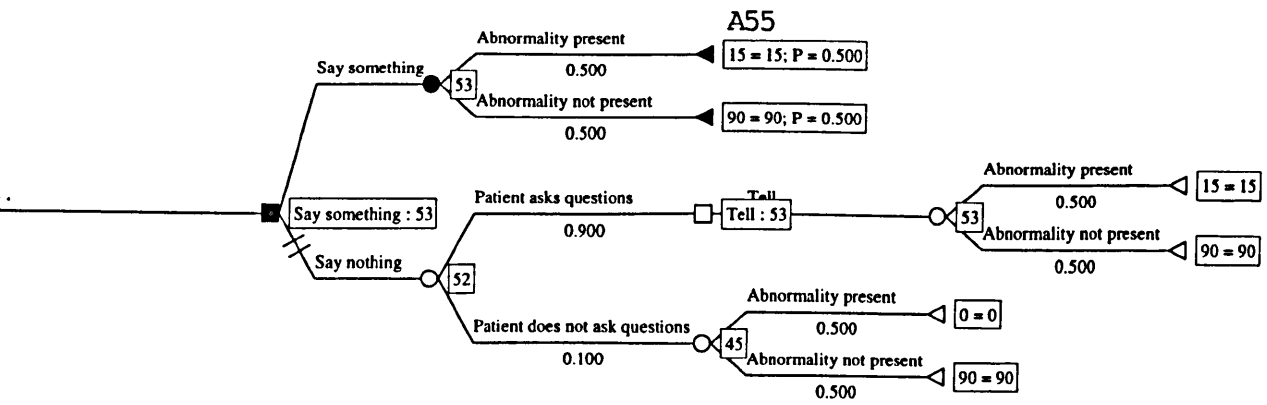 A55
Abnormality present
15 = 15; P = 0.500
0.500
Say something
53
Abnormality not present
90 = 90; P = 0.500
0.500
Say something : 53
Say nothing
52
Patient asks questions
0.900
Tell
Tell : 53
Abnormality present
15 = 15
0.500
53
Abnormality not present
90 = 90
0.500
Patient does not ask questions
0.100
Abnormality present
0 = 0
0.500
45
Abnormality not present
90 = 90
0.500